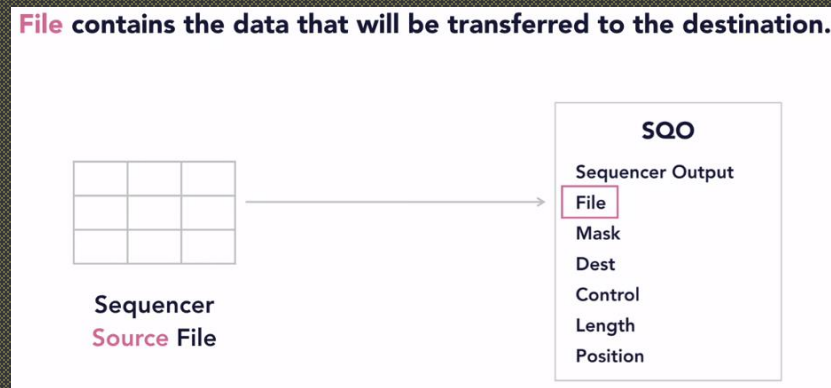 File contains the data that will be transferred to the destination.
SQO
Sequencer Output
File
Mask
Dest
Control
Length
Position
Sequencer
Source File